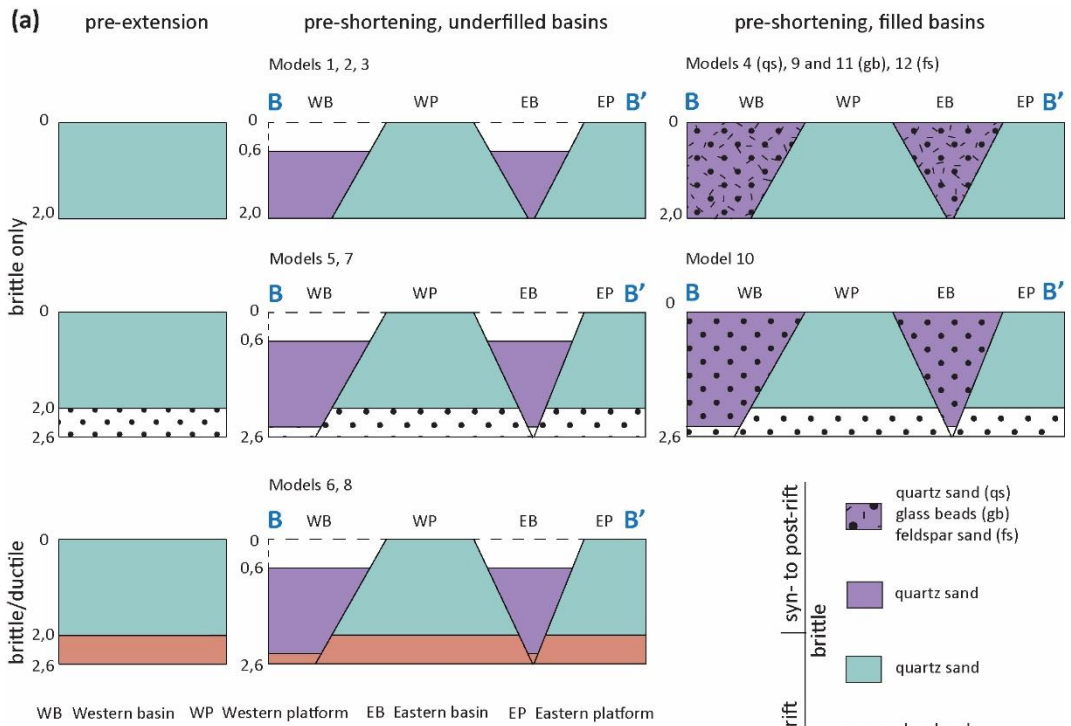 (a) pre-extension pre-shortening, underfilled basins pre-shortening, filled basins
Models 1, 2, 3 Models 4 (qs), 9 and 11 (gb), 12 (fs)
B WB WP EB EP B’ B WB WP EB EP B’
0 0 0
0,6
2,0 2,0 2,0
brittle only
Models 5, 7 Model 10
B WB WP EB EP B’ B WB WP EB EP B’
0 0 0
0,6
2,0
2,6 2,6 2,6
Models 6, 8
B WB WP EB EP B’
0 0
0,6
2,0
2,6 2,6
brittle/ductile
syn- to post-rift
brittle
quartz sand (qs)
glass beads (gb)
feldspar sand (fs)
quartz sand
quartz sand
rift
WB Western basin WP Western platform EB Eastern basin EP Eastern platform